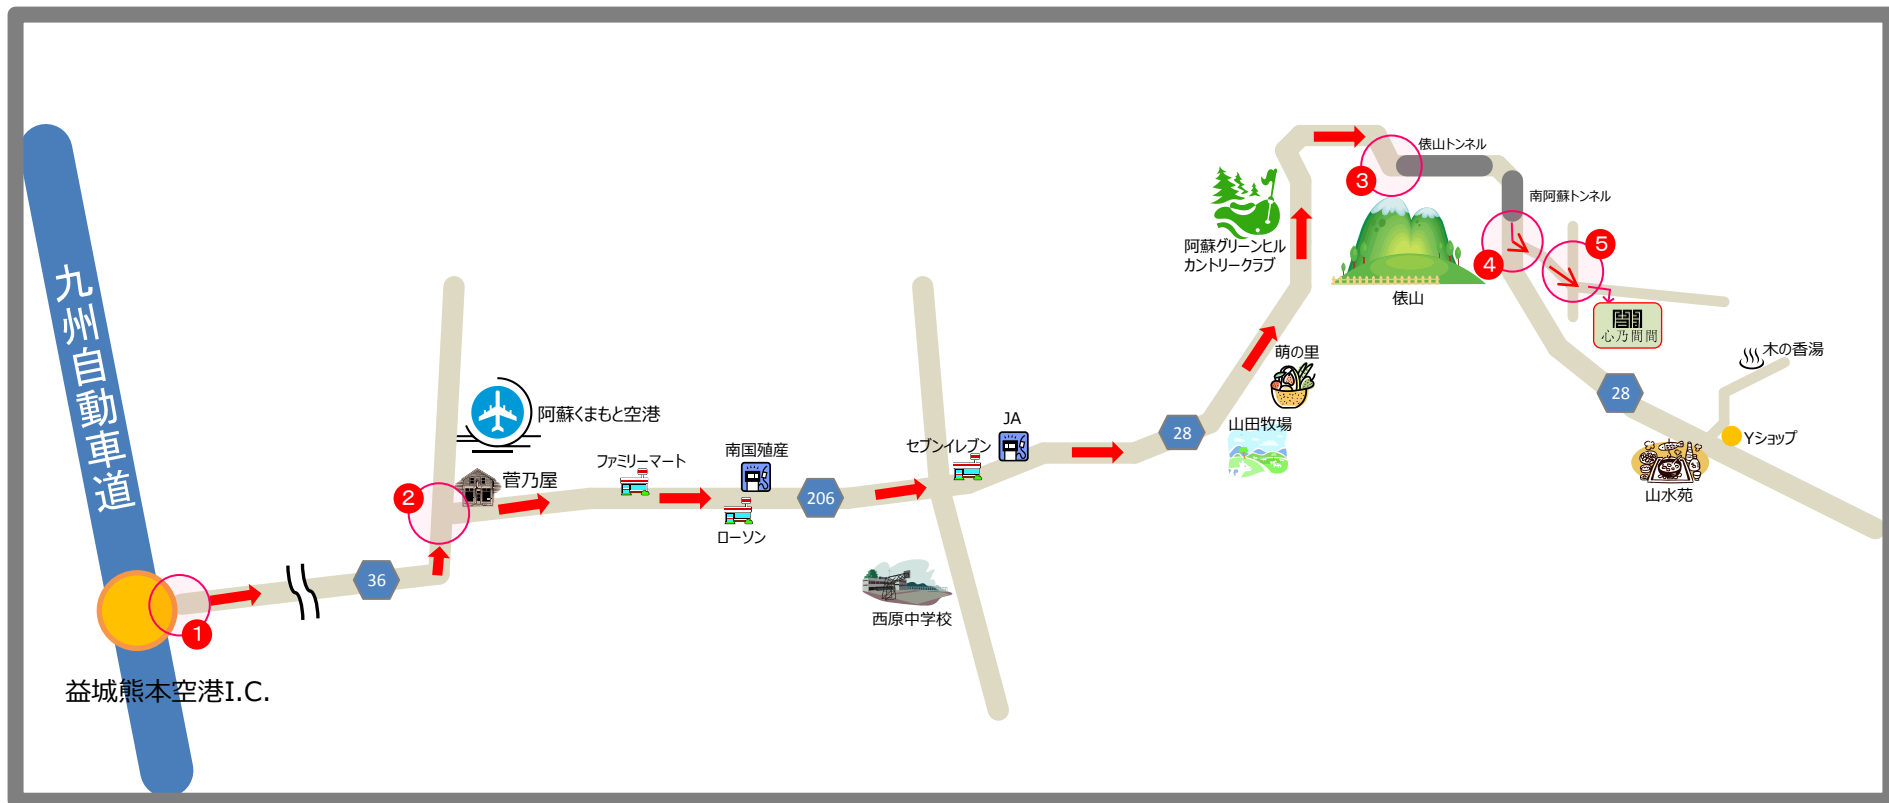 九州自動車道
益城熊本空港I.C.
1
36
2
阿蘇くまもと空港
菅乃屋
ファミリーマート
南国殖産
ローソン
206
セブンイレブン
JA
西原中学校
28
山田牧場
萌の里
阿蘇グリーンヒル
カントリークラブ
3
俵山トンネル
俵山
南阿蘇トンネル
4
5
心乃間間
28
木の香湯
Yショップ
山水苑